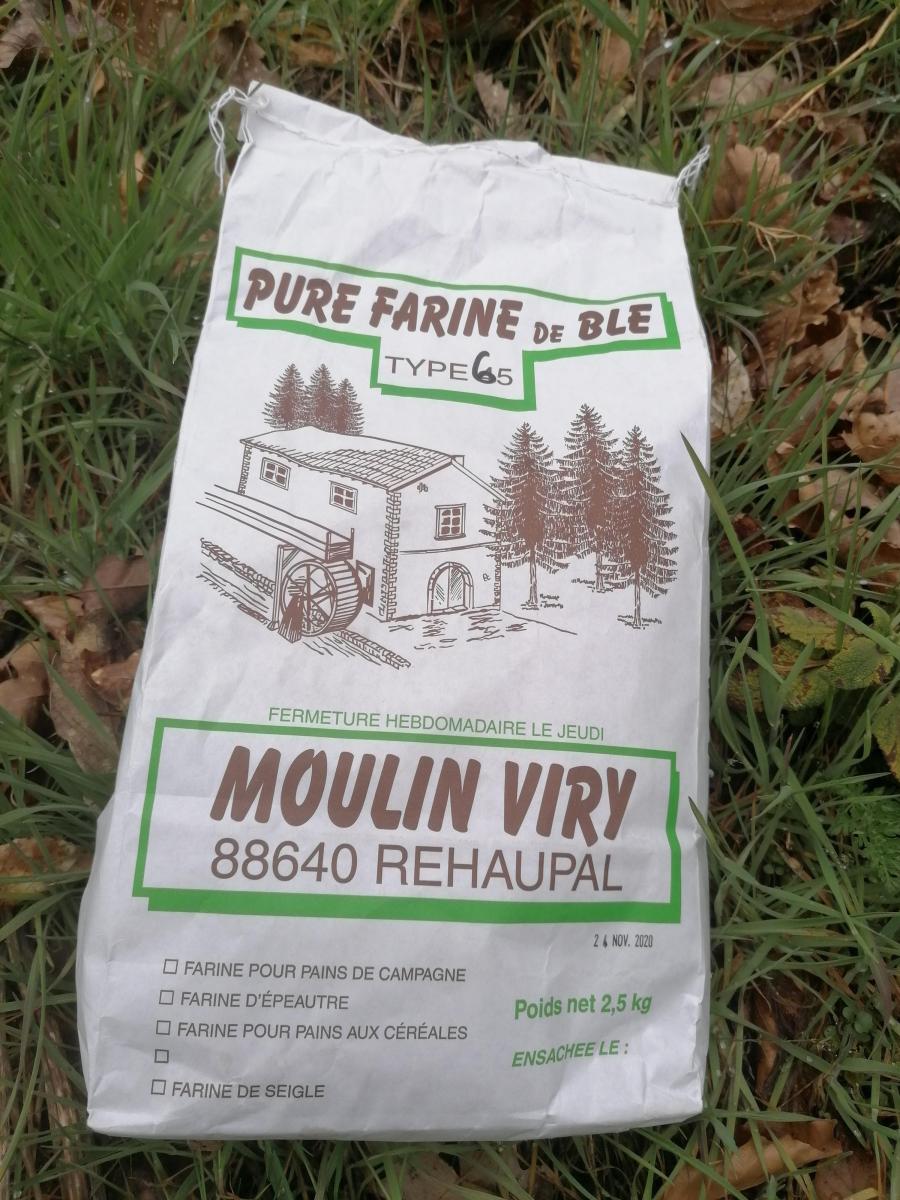 PURE FARINE DE BLE
TYPE 65
FERMETURE HEBDOMADAIRE LE JEUDI
MOULIN VIRY
88640 REHAUPAL
24 NOV. 2020
FARINE POUR PAINS DE CAMPAGNE
FARINE D'ÉPEAUTRE
FARINE POUR PAINS AUX CÉRÉALES
FARINE DE SEIGLE
Poids net 2,5 kg
ENSACHEE LE :